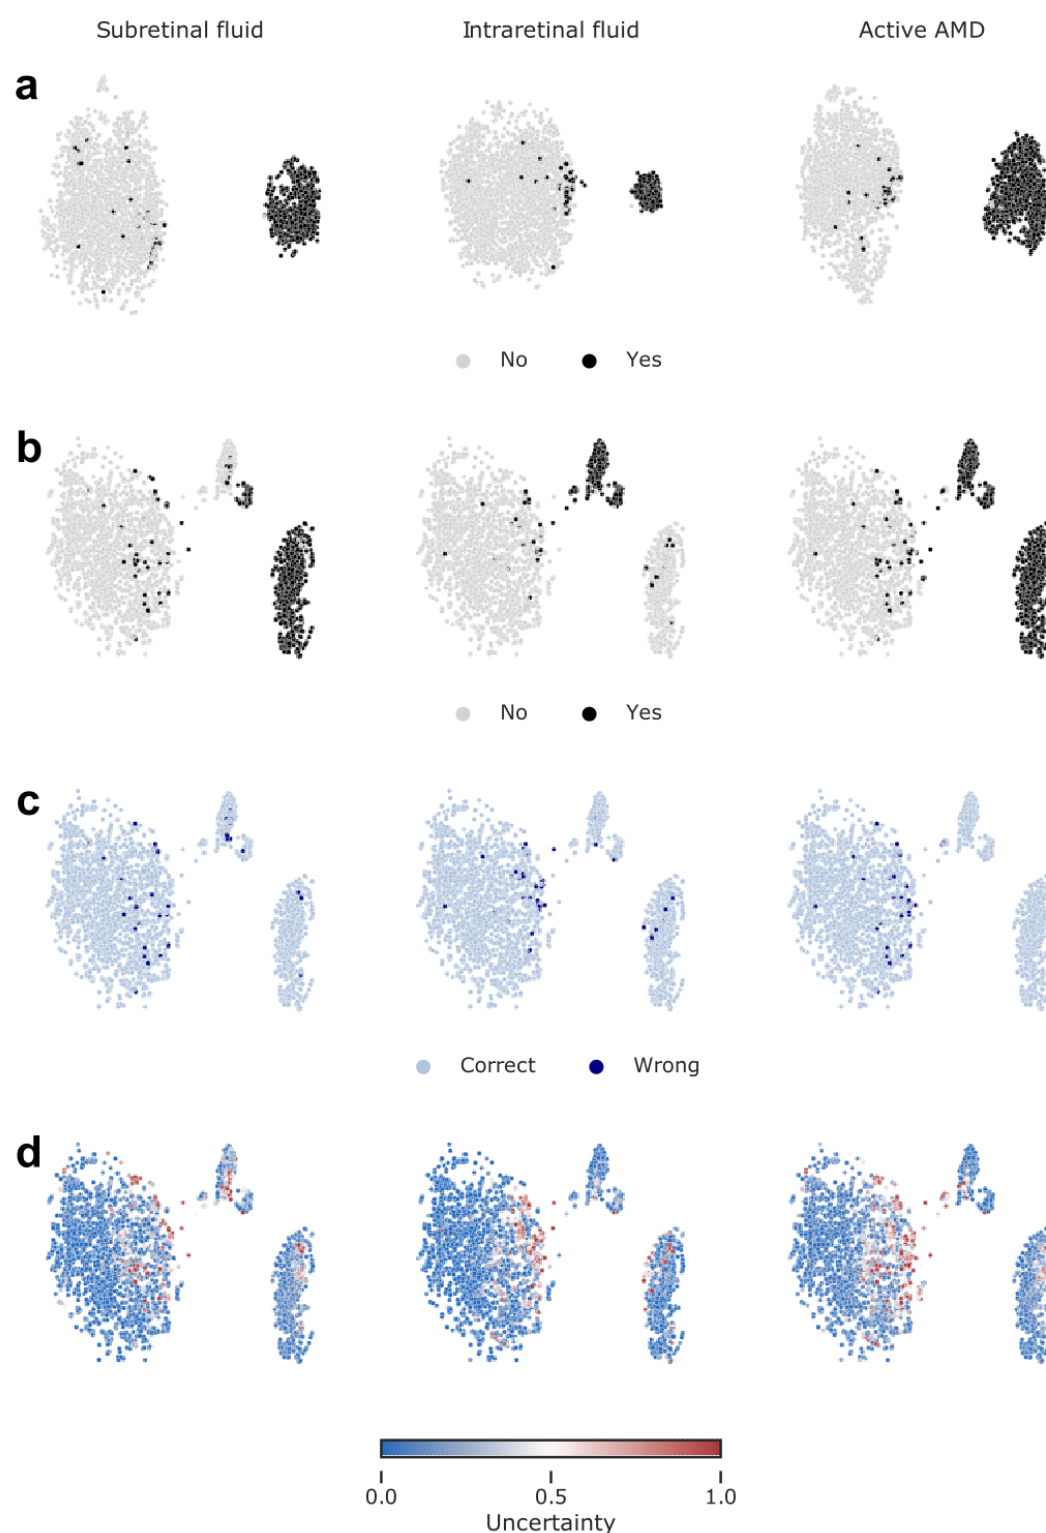 Subretinal fluid Intraretinal fluid Active AMD
a
No Yes
b
No Yes
c
Correct Wrong
d
0.0 0.5 1.0
Uncertainty